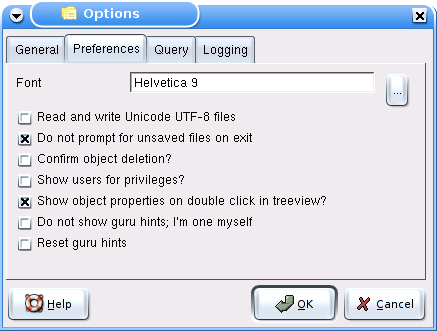 Options
General Preferences Query Logging
Font Helvetica 9 ...
Read and write Unicode UTF-8 files
Do not prompt for unsaved files on exit
Confirm object deletion?
Show users for privileges?
Show object properties on double click in treeview?
Do not show guru hints; I'm one myself
Reset guru hints
Help OK Cancel